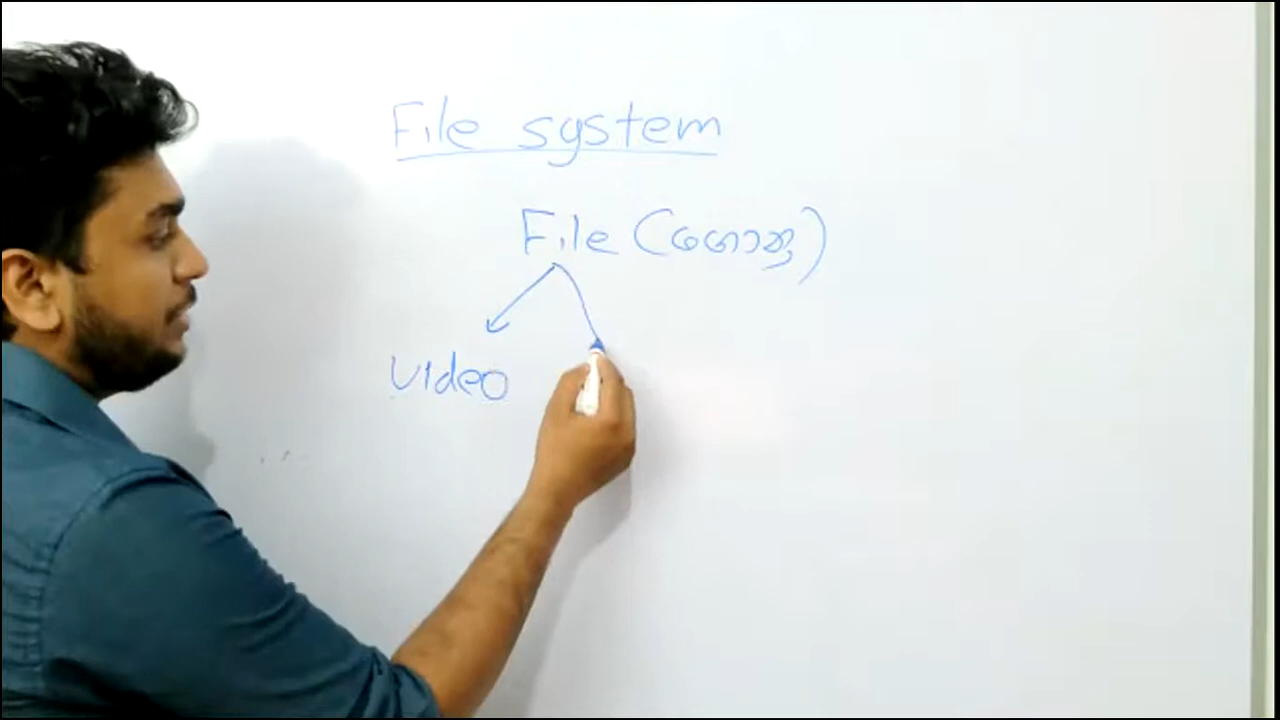 File system
File (ගොනු)
video